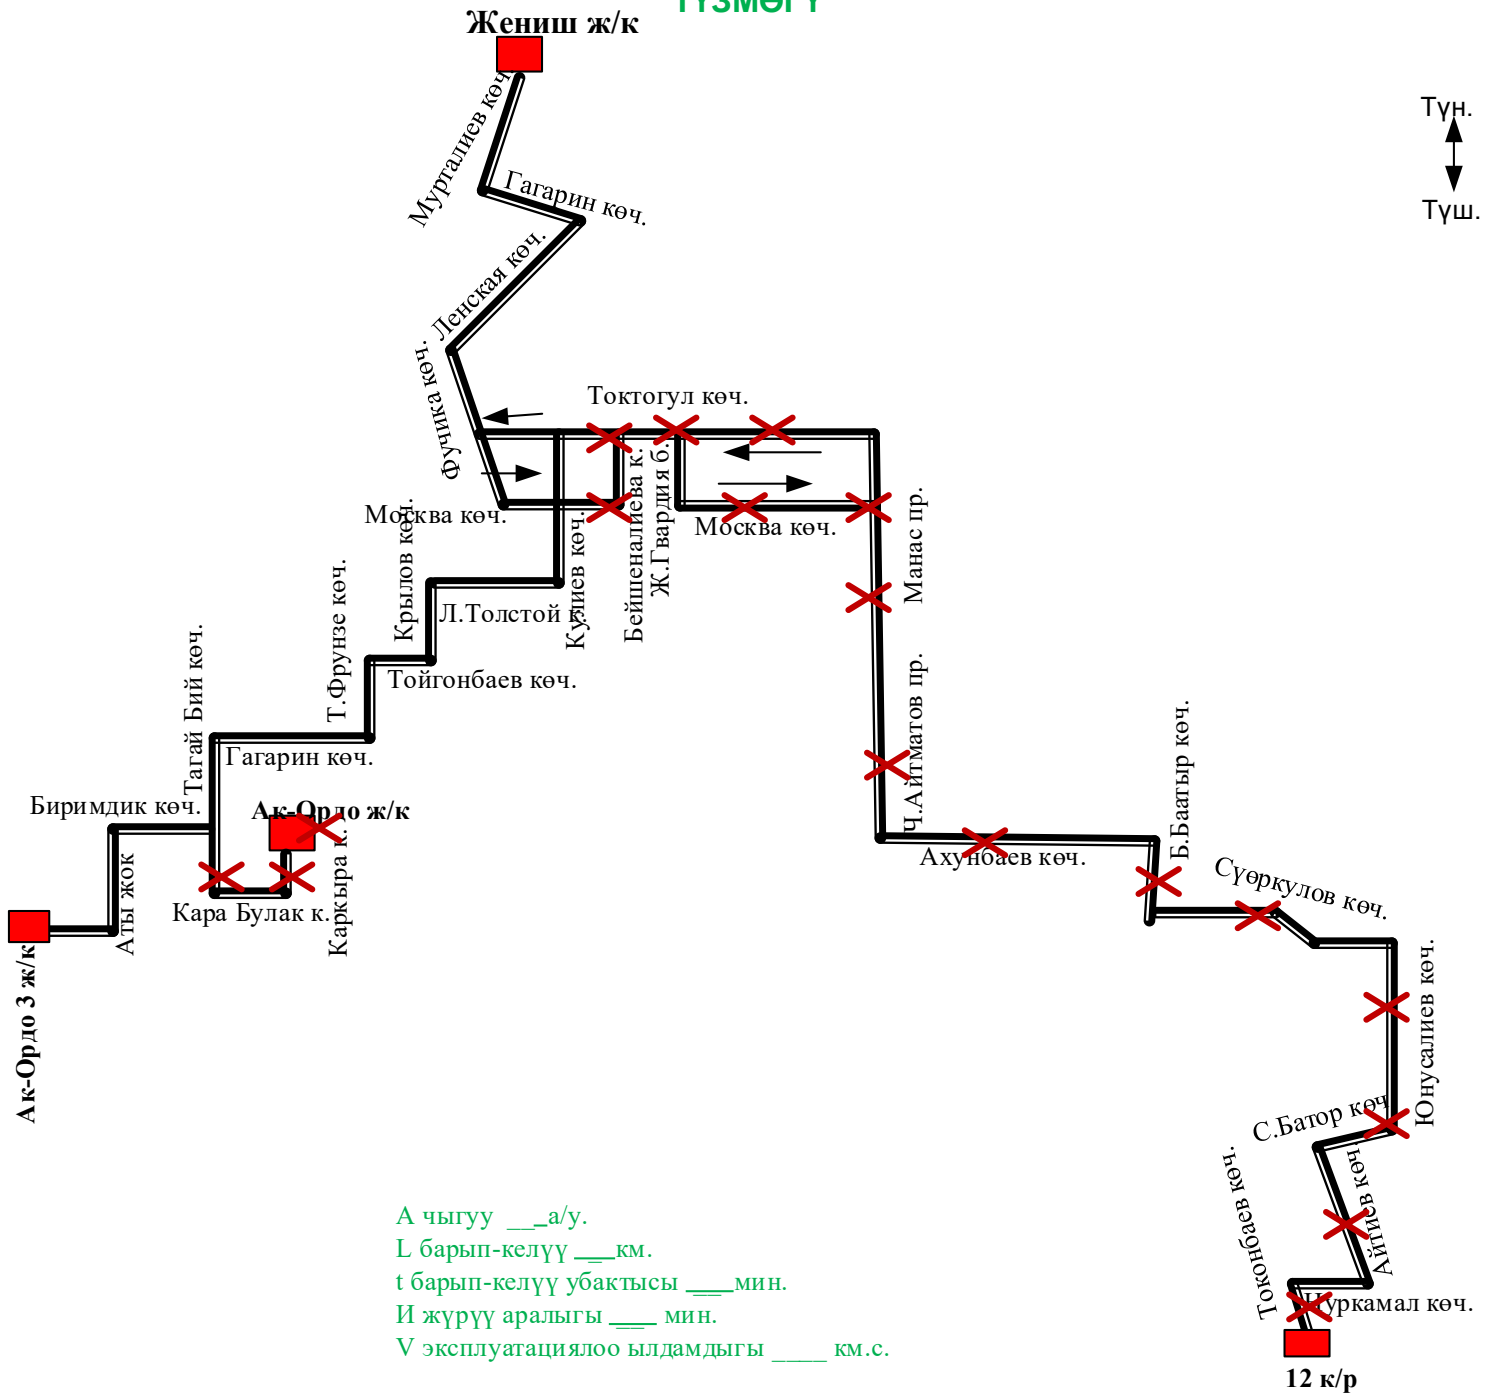 ТҮЗМӨГҮ
Жениш ж/к
Түн.
Түш.
Мурталиев көч.
Гагарин көч.
Ленская көч.
Фучика көч.
Токтогул көч.
Москва көч.
Бейшеналиева к.
Ж.Гвардия б.
Москва көч.
Манас пр.
Кулиев көч.
Крылов көч.
Л.Толстой к.
Т.Фрунзе көч.
Тойгонбаев көч.
Тагай Бий көч.
Гагарин көч.
Ч.Айтматов пр.
Б.Баатыр көч.
Биримдик көч.
Ак-Ордо ж/к
Ахунбаев көч.
Сүөркулов көч.
Аты жок
Кара Булак к.
Каркыра к.
Ак-Ордо 3 ж/к
Юнусалиев көч.
С.Батор көч
Токонбаев көч.
Айтиев көч.
Нуркамал көч.
12 к/р
А чыгуу ___а/у.
L барып-келүү ___км.
t барып-келүү убактысы ___мин.
И жүрүү аралыгы ___ мин.
V эксплуатациялоо ылдамдыгы ____ км.с.